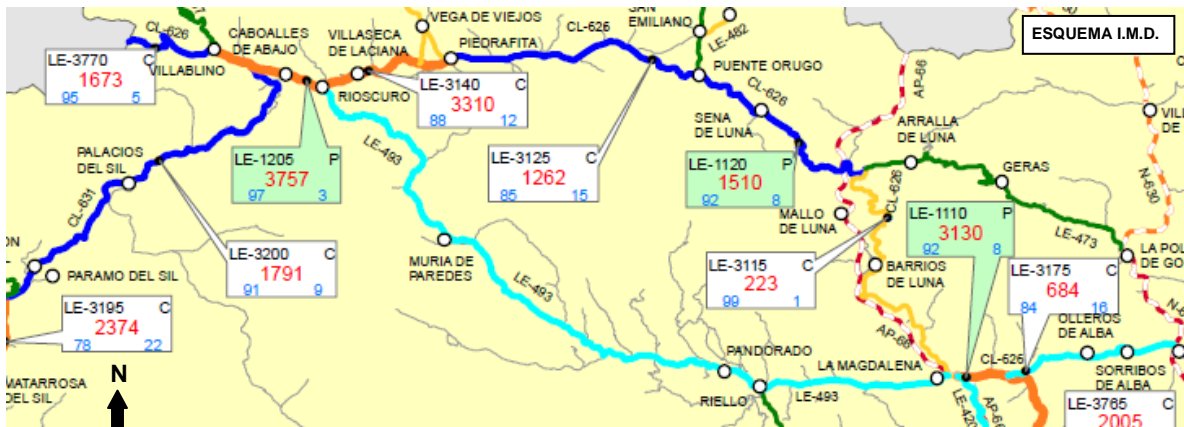 ESQUEMA I.M.D.
CL-626
CABOALLES
DE ABAJO
VILLABLINO
VEGA DE VIEJOS
VILLASECA
DE LACIANA
PIEDRAFITA
RIOSCURO
CL-626
SAN
EMILIANO
LE-482
PUENTE ORUGO
CL-626
SENA
DE LUNA
AP-66
ARRALLA
DE LUNA
GERAS
N-630
LE-3770 C
1673
95 5
LE-3140 C
3310
88 12
LE-1205 P
3757
97 3
LE-3125 C
1262
85 15
LE-1120 P
1510
92 8
PALACIOS
DEL SIL
CL-631
LE-493
LE-3200 C
1791
91 9
PARAMO DEL SIL
LE-3195 C
2374
78 22
MATARROSA
DEL SIL
N
MURIA DE
PAREDES
LE-493
CL-626
MALLO
DE LUNA
LE-3115 C
223
99 1
BARRIOS
DE LUNA
LE-1110 P
3130
92 8
LE-473
LE-3175 C
684
84 16
AP-66
PANDORADO
RIELLO
LE-493
LA MAGDALENA
CL-626
OLLEROS
DE ALBA
SORRIBOS
DE ALBA
AP-66
LE-3765 C
2005